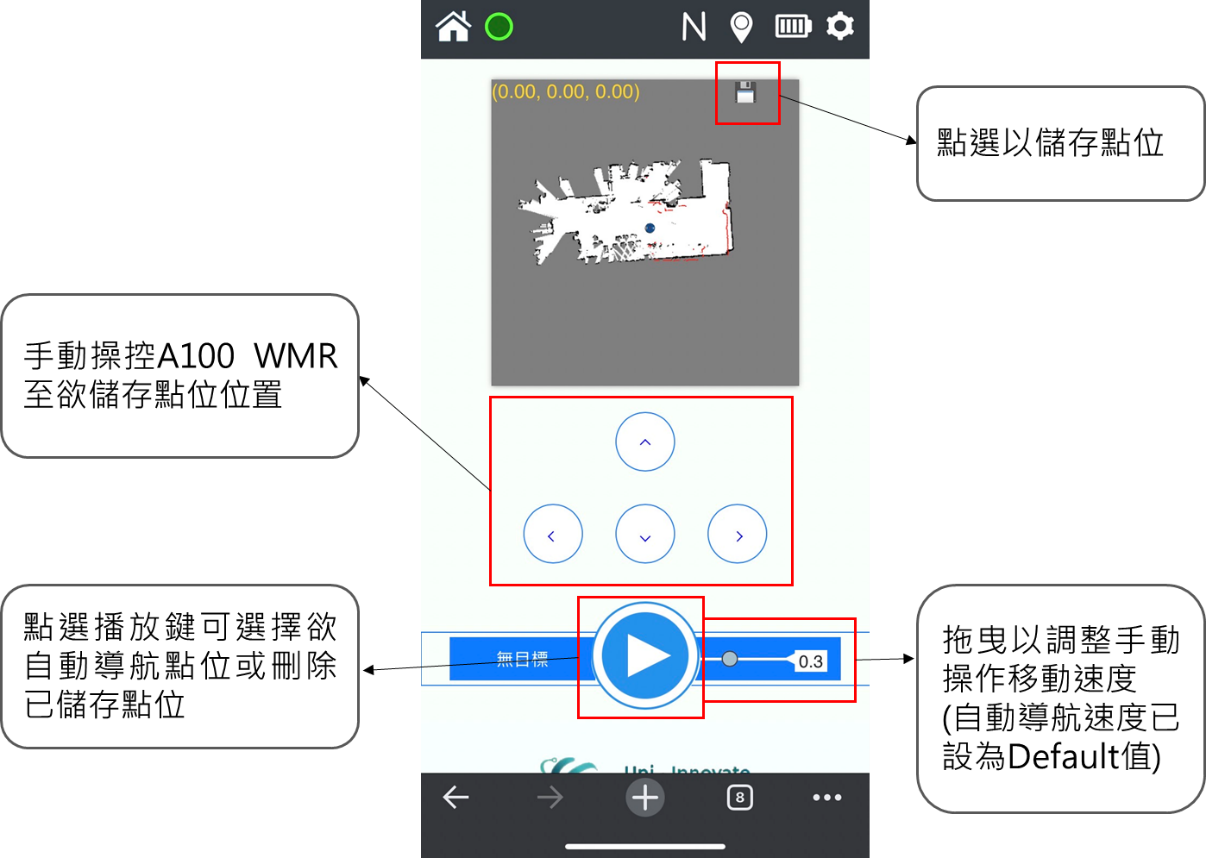 N
(0.00, 0.00, 0.00)
點選以儲存點位
手動操控A100 WMR
至欲儲存點位位置
點選播放鍵可選擇欲
自動導航點位或刪除
已儲存點位
無目標
0.3
拖曳以調整手動
操作移動速度
(自動導航速度已
設為Default值)
Uni Innovate
8